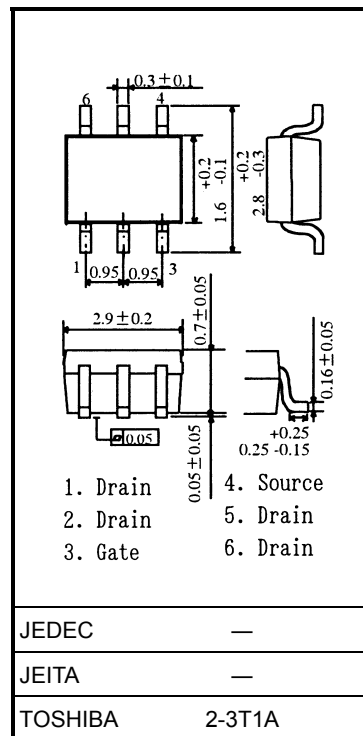 0.3±0.1
6 4
+0.2
1.6 -0.1
+0.2
2.8 -0.3
1 0.95 0.95 3
2.9±0.2
0.7±0.05
0.16±0.05
0.05
0.05±0.05
+0.25
0.25 -0.15
1. Drain
2. Drain
3. Gate
4. Source
5. Drain
6. Drain
JEDEC —
JEITA —
TOSHIBA 2-3T1A